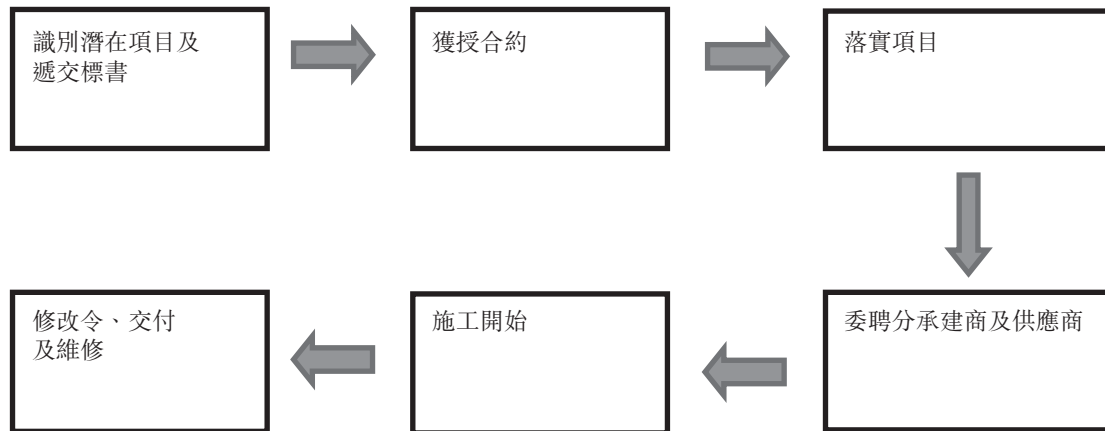 識別潛在項目及
遞交標書
獲授合約
落實項目
委聘分承建商及供應商
施工開始
修改令、交付
及維修